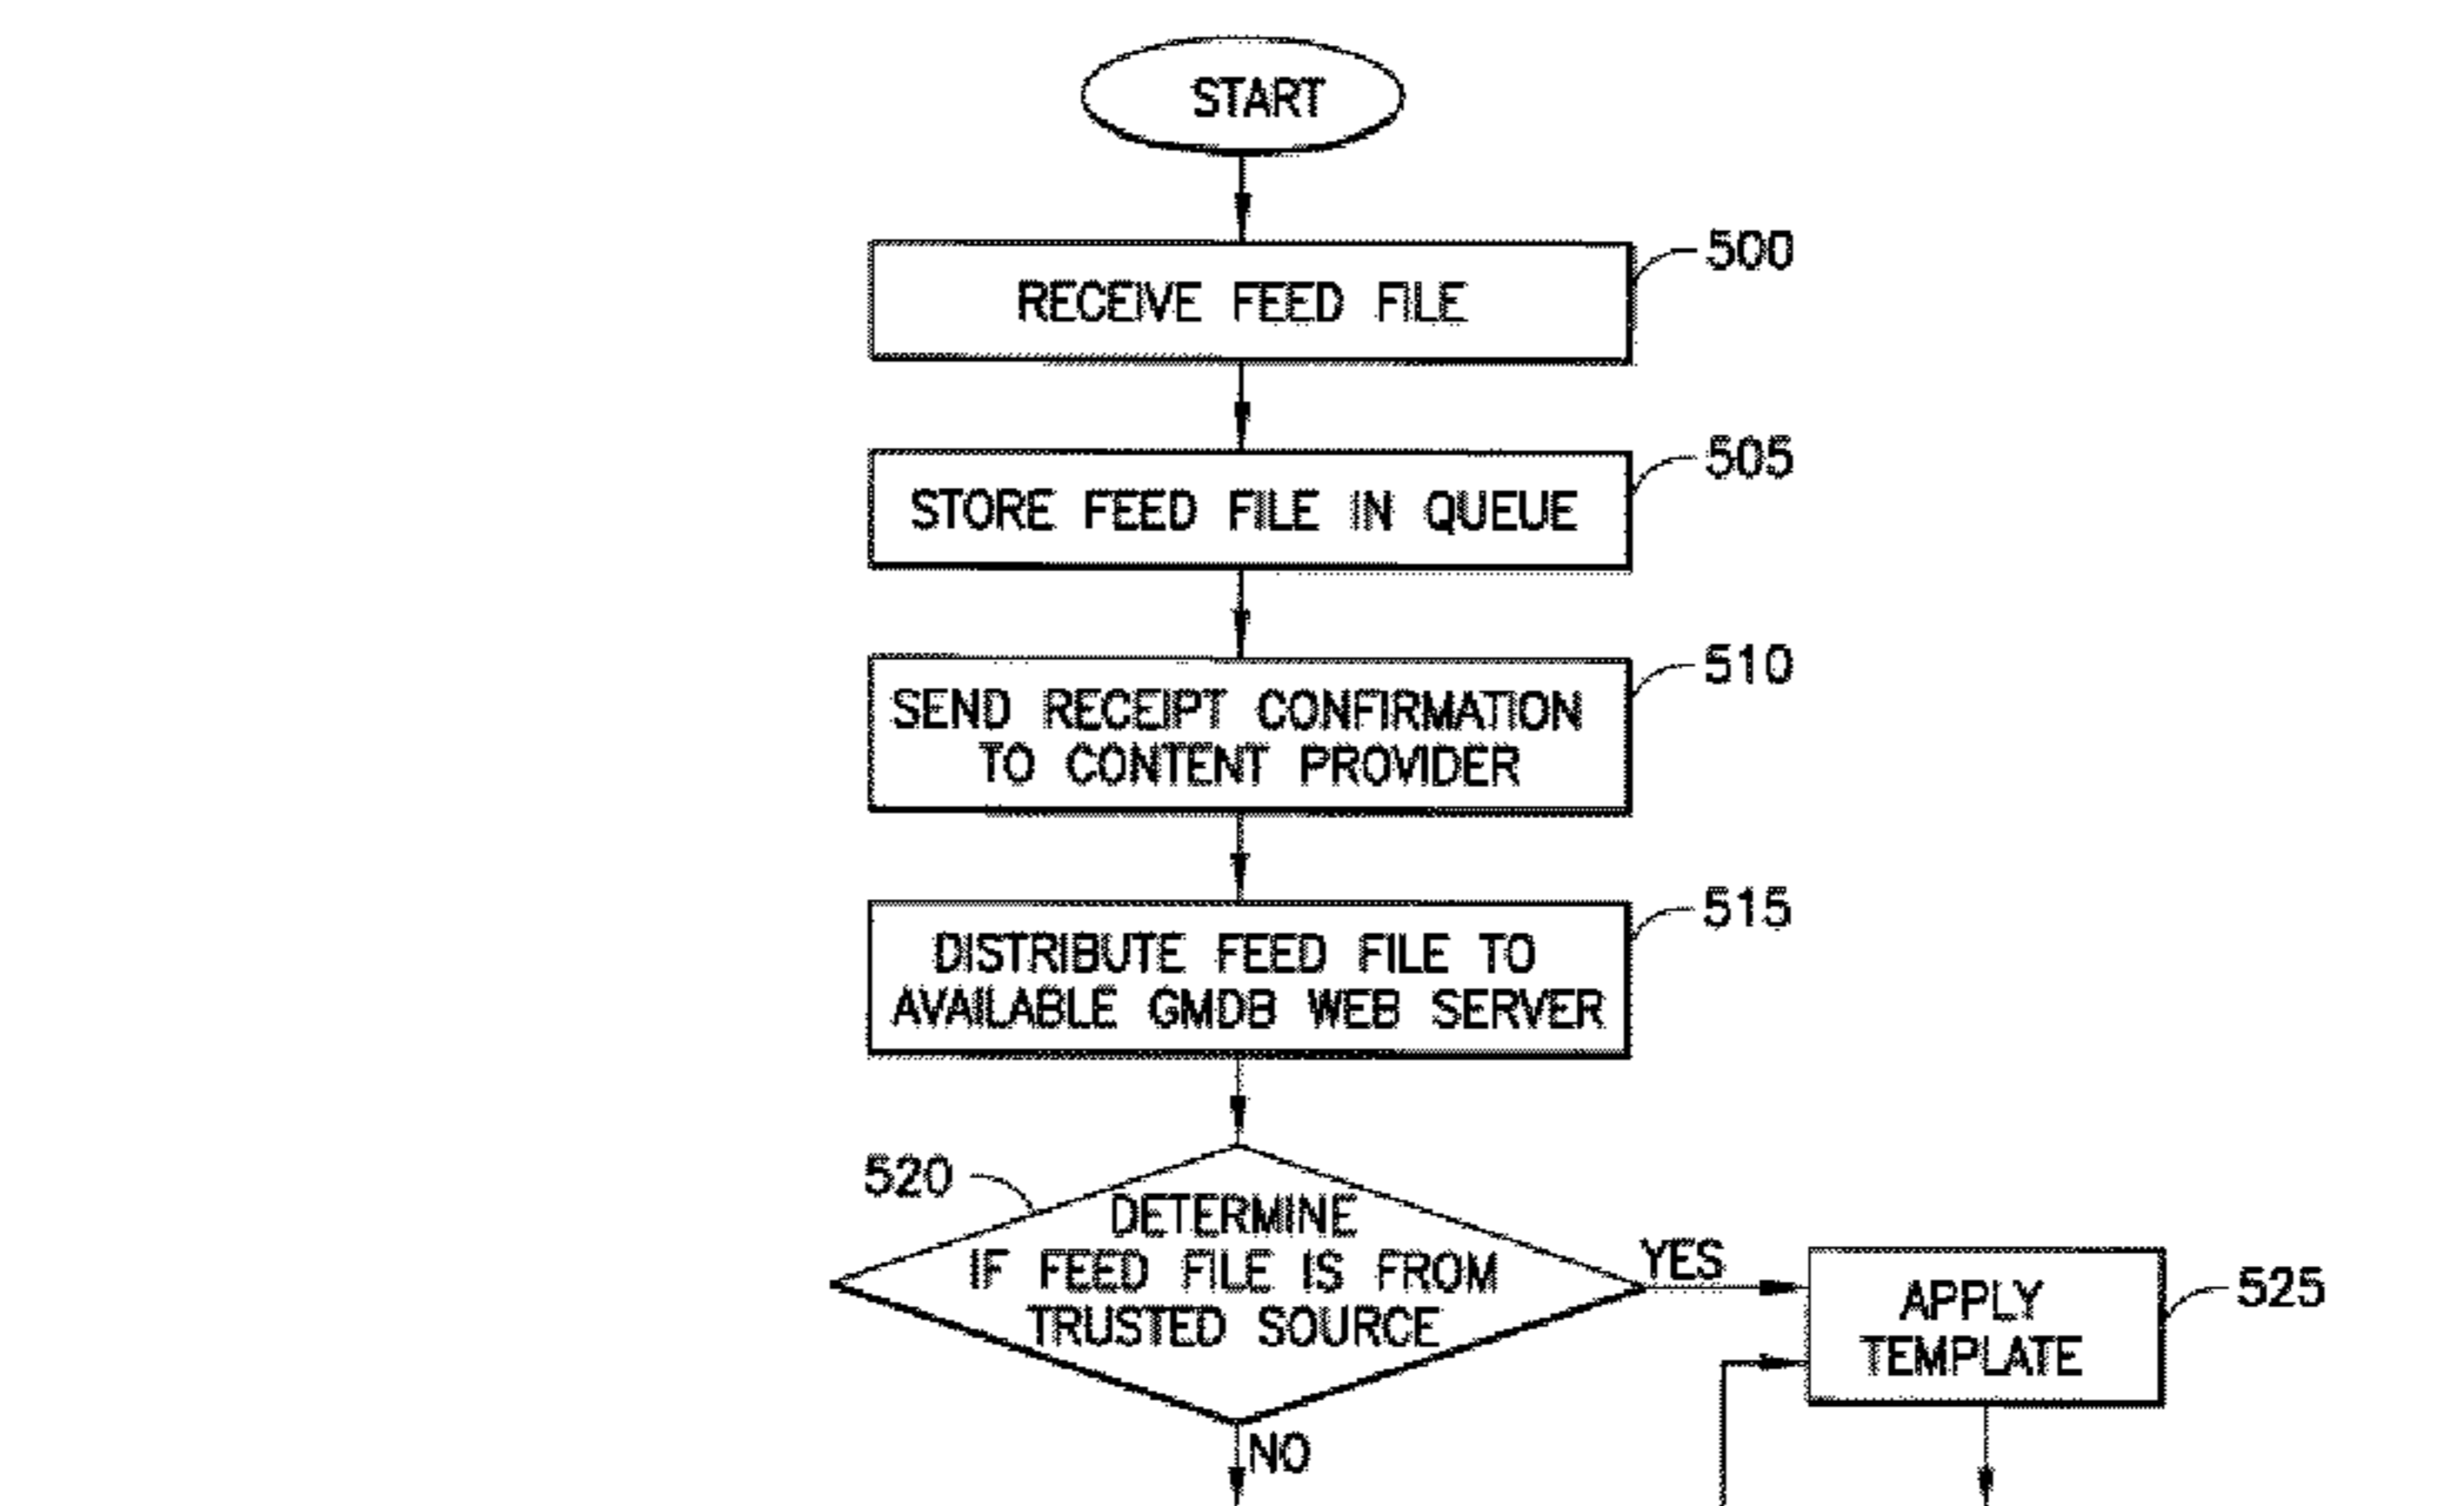 START
RECEIVE FEED FILE
500
STORE FEED FILE IN QUEUE
505
SEND RECEIPT CONFIRMATION
TO CONTENT PROVIDER
510
DISTRIBUTE FEED FILE TO
AVAILABLE GMDB WEB SERVER
515
520
DETERMINE
IF FEED FILE IS FROM
TRUSTED SOURCE
YES
APPLY
TEMPLATE
525
NO